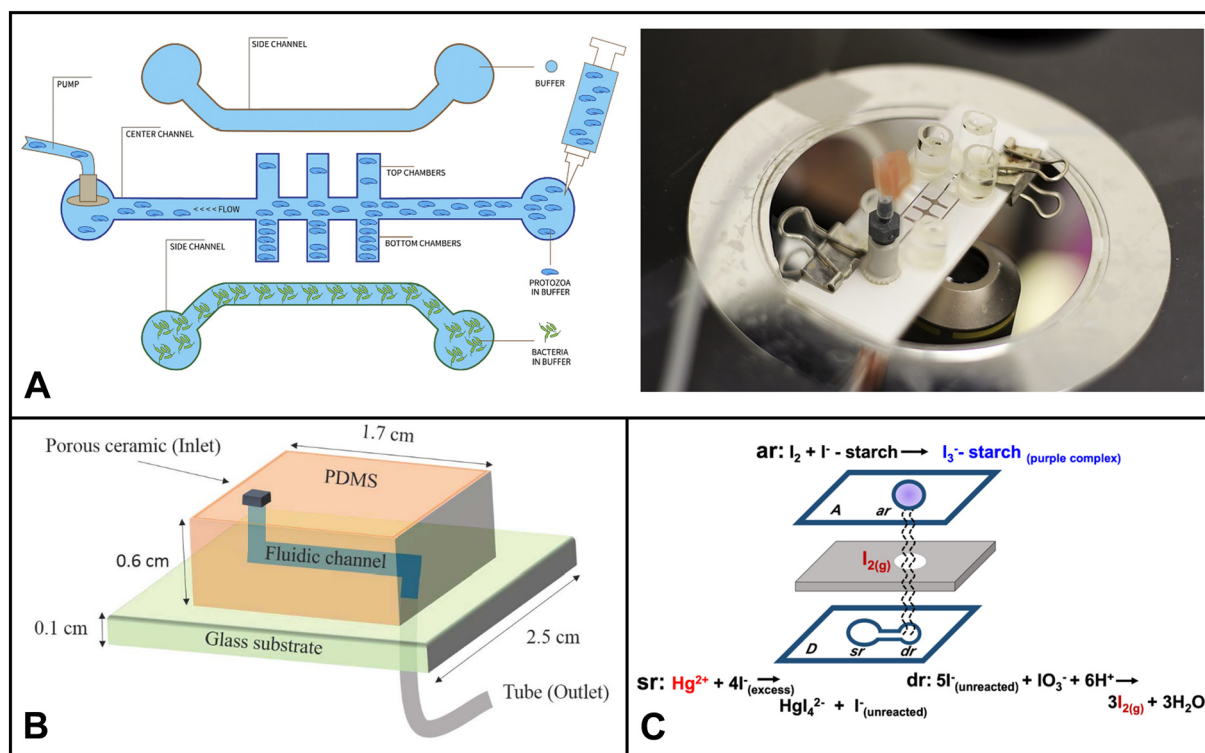 SIDE CHANNEL
PUMP
BUFFER
CENTER CHANNEL
TOP CHAMBERS
<<<<FLOW
SIDE CHANNEL
BOTTOM CHAMBERS
PROTOZOA
IN BUFFER
BACTERIA
IN BUFFER
A
Porous ceramic (Inlet)
1.7 cm
PDMS
0.6 cm
Fluidic channel
0.1 cm
Glass substrate
2.5 cm
Tube (Outlet)
B
ar: I2 + I- - starch ⟶ I3-- starch (purple complex)
A ar
I2(g)
D sr dr
sr: Hg2+ + 4I-(excess) ⟶
HgI42- + I-(unreacted)
dr: 5I-(unreacted) + IO3- + 6H+ ⟶
3I2(g) + 3H2O
C